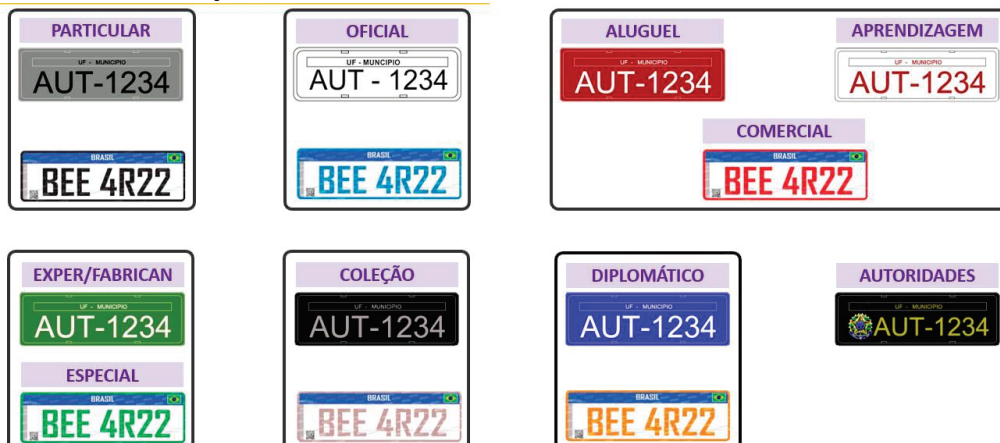 PARTICULAR
UF - MUNICIPIO
AUT-1234
BRASIL
BEE 4R22
OFICIAL
UF - MUNCIPIO
AUT - 1234
BRASIL
BEE 4R22
ALUGUEL
UF - MUNICIPIO
AUT-1234
APRENDIZAGEM
UF - MUNICIPIO
AUT-1234
COMERCIAL
BRASIL
BEE 4R22
EXPER/FABRICAN
UF - MUNICIPIO
AUT-1234
ESPECIAL
BRASIL
BEE 4R22
COLEÇÃO
UF - MUNICIPIO
AUT-1234
BRASIL
BEE 4R22
DIPLOMÁTICO
UF - MUNICIPIO
AUT-1234
BRASIL
BEE 4R22
AUTORIDADES
UF - MUNICIPIO
AUT-1234